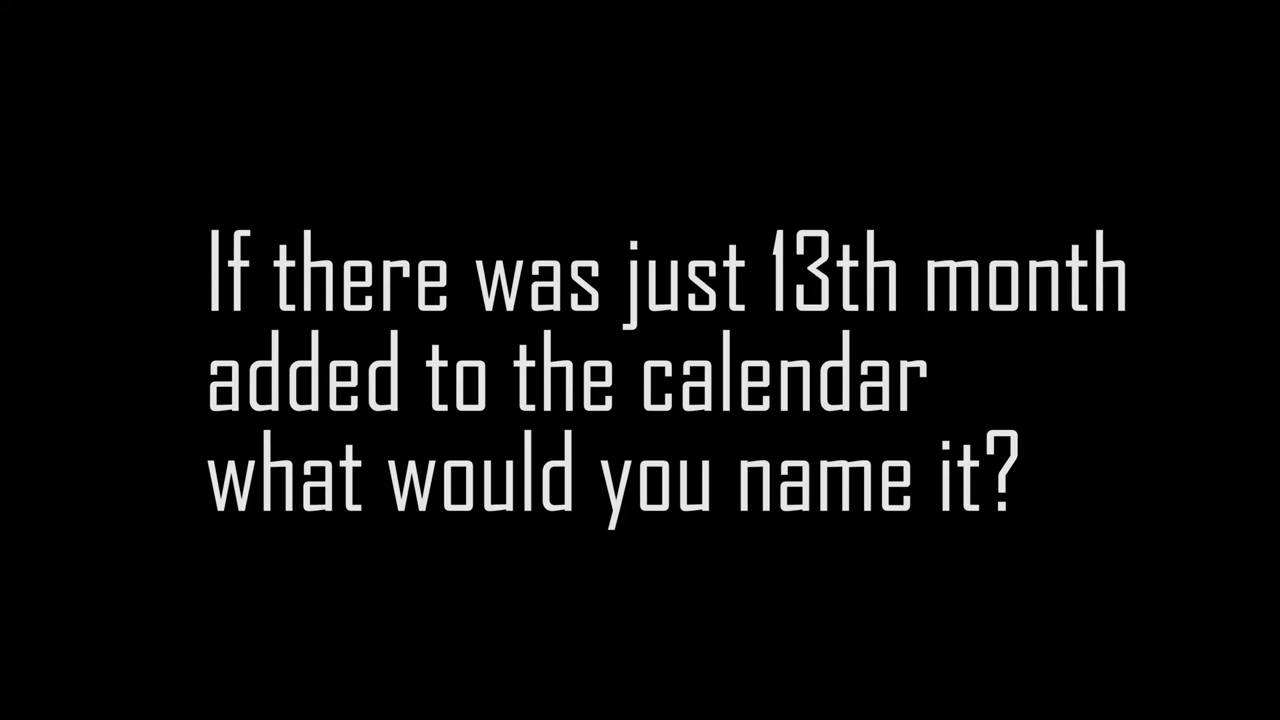 If there was just 13th month
added to the calendar
what would you name it?